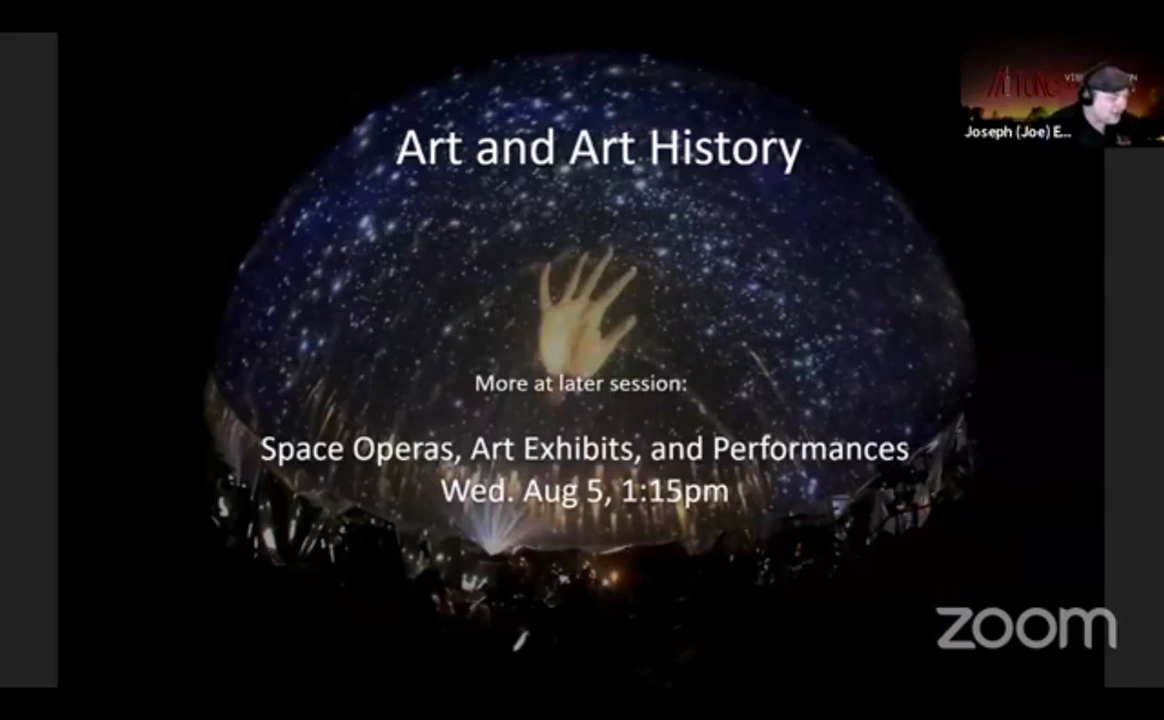 Art and Art History
Joseph (Joe) E...
More at later session:
Space Operas, Art Exhibits, and Performances
Wed. Aug 5, 1:15pm
zoom